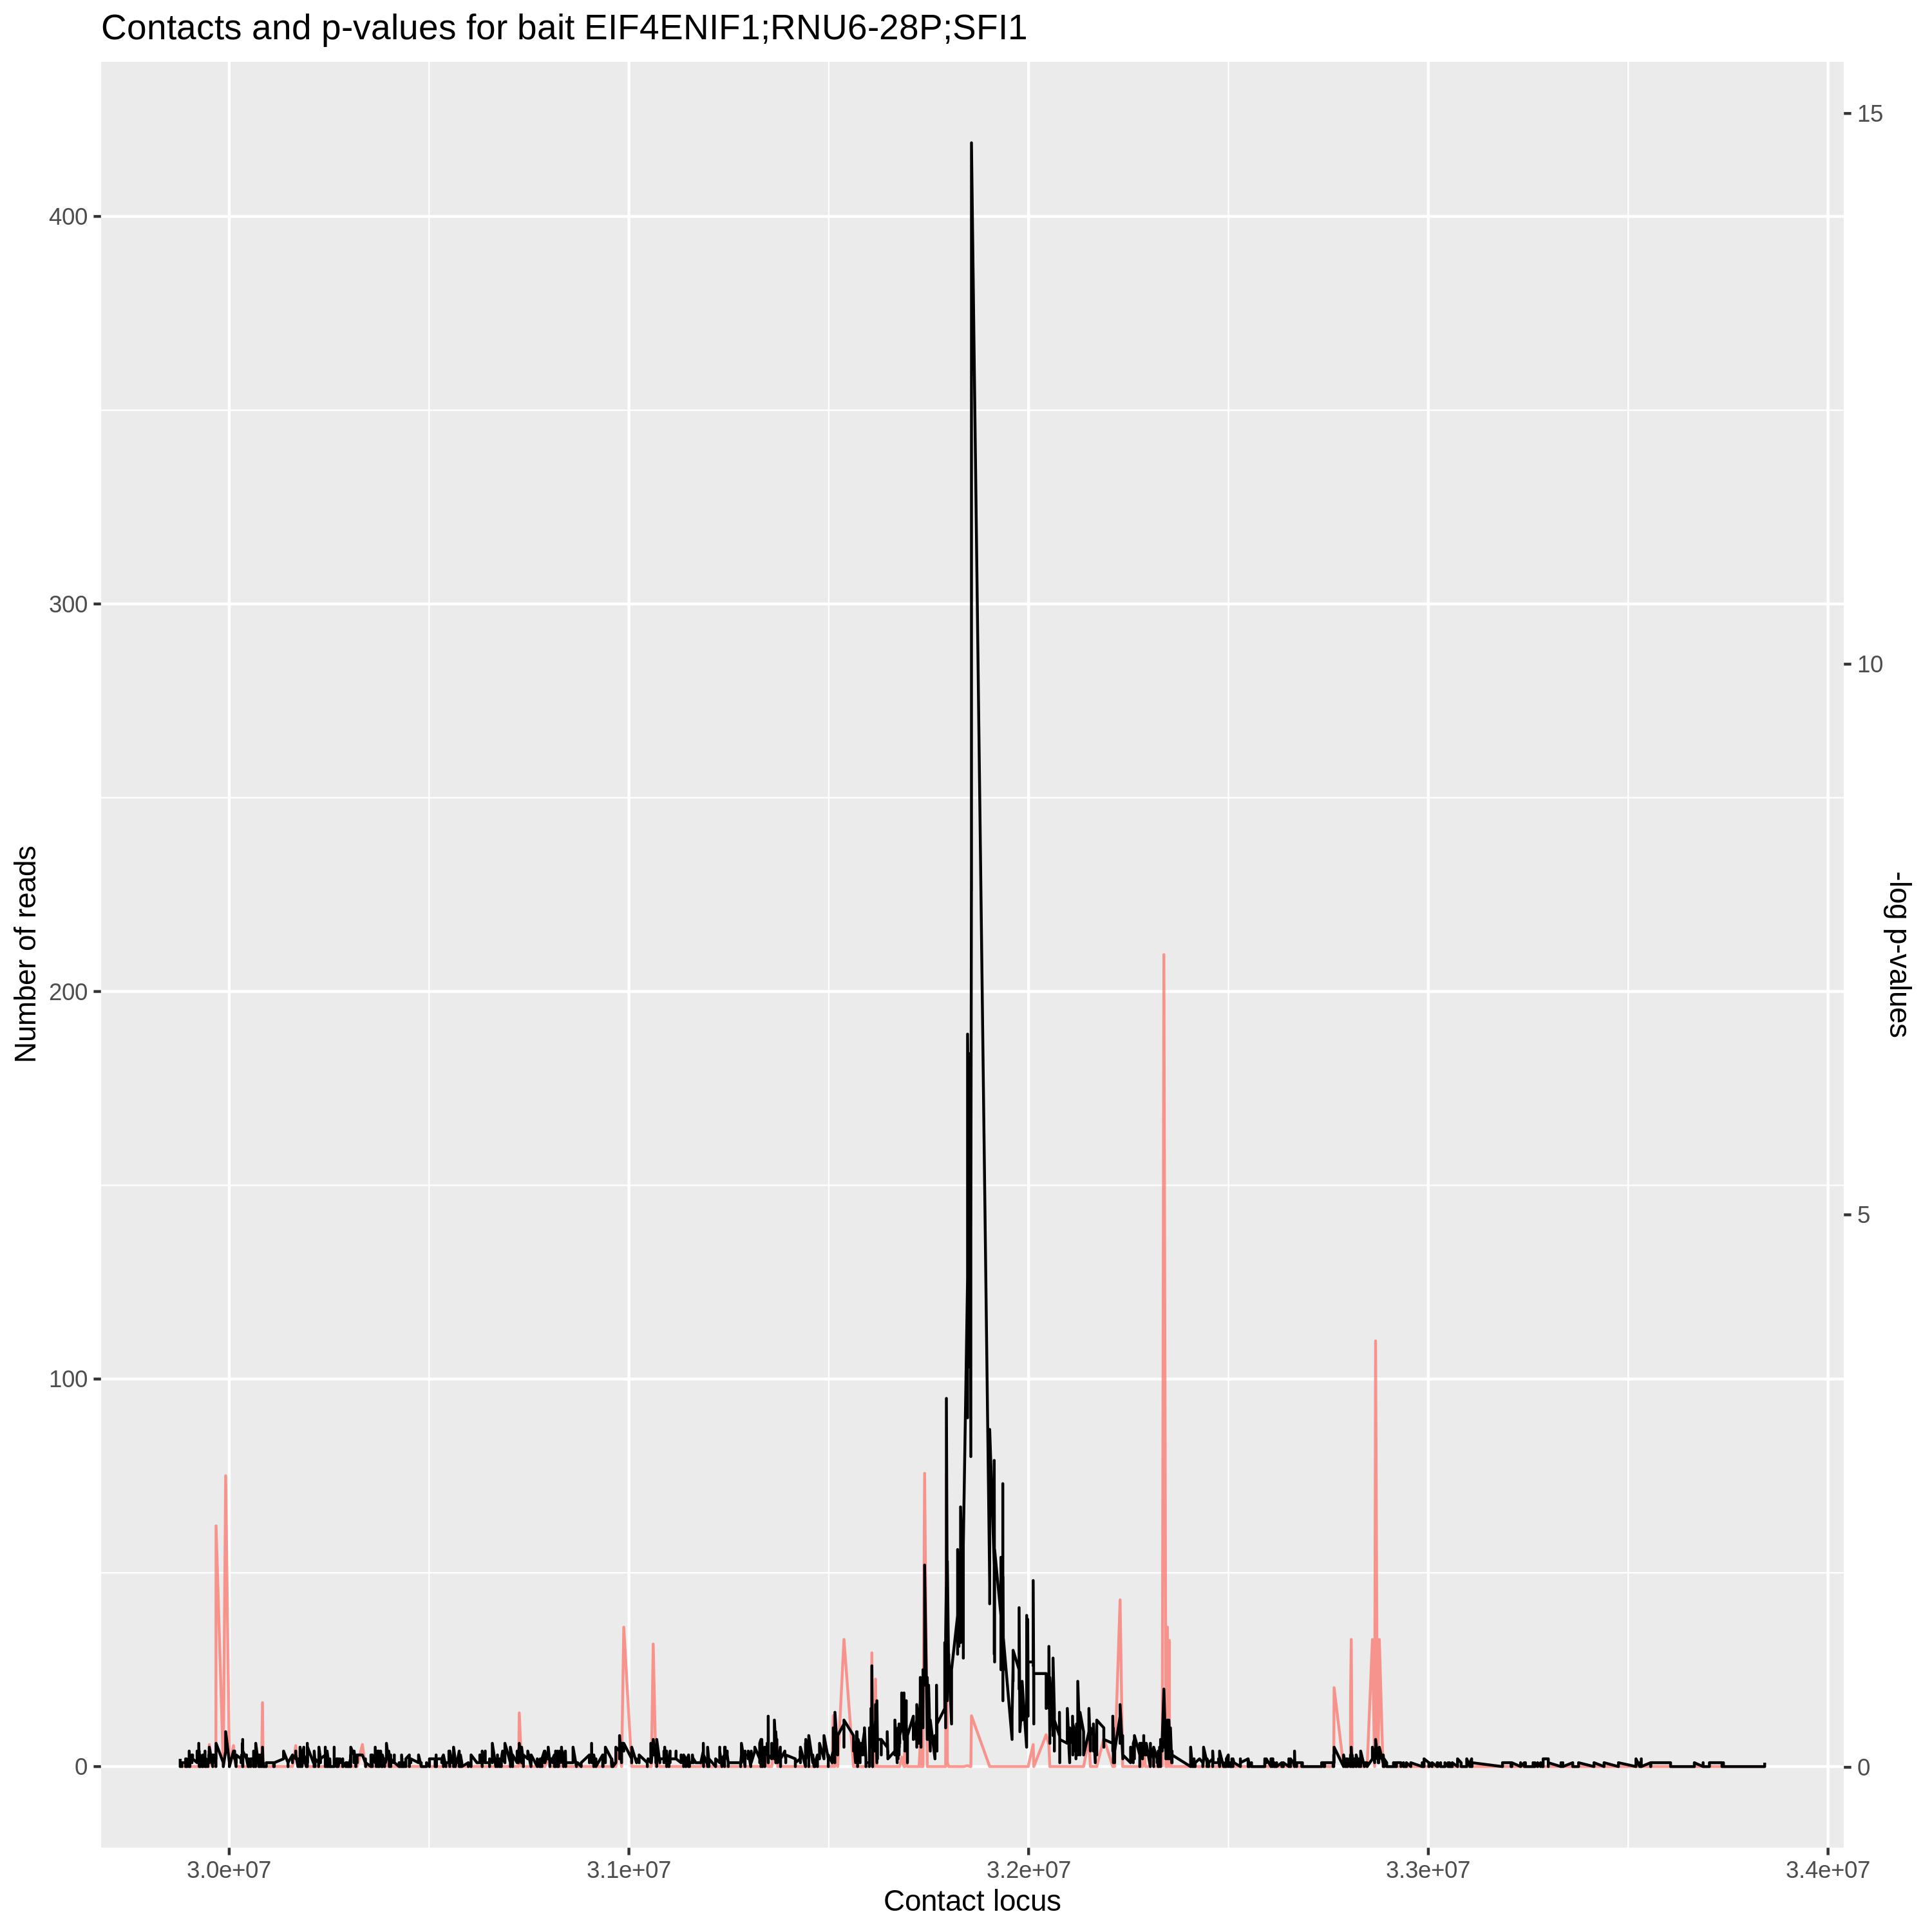 Contacts and p-values for bait EIF4ENIF1;RNU6-28P;SFI1
15
400
10
300
Number of reads
-log p-values
200
5
100
0
0
3.0e+07 3.1e+07 3.2e+07 3.3e+07 3.4e+07
Contact locus